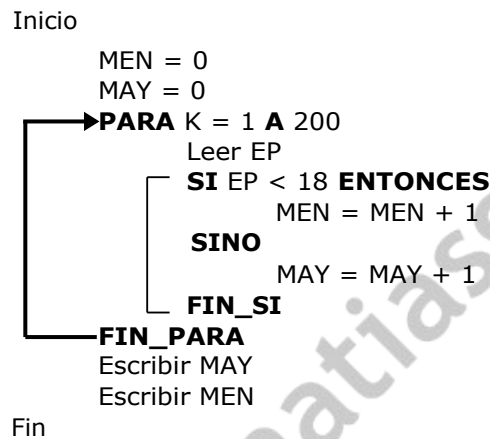 Inicio
MEN = 0
MAY = 0
PARA K = 1 A 200
Leer EP
SI EP < 18 ENTONCES
MEN = MEN + 1
SINO
MAY = MAY + 1
FIN_SI
FIN_PARA
Escribir MAY
Escribir MEN
Fin